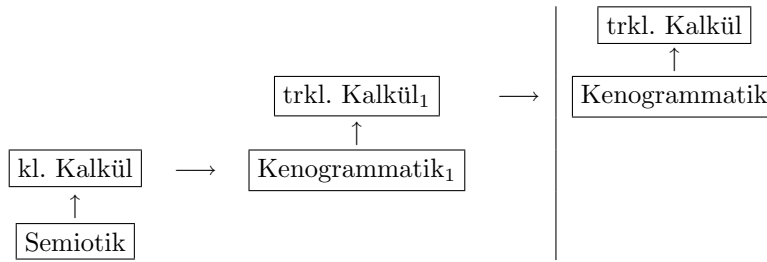 trkl. Kalkül
trkl. Kalkül₁ ⟶ Kenogrammatik
kl. Kalkül ⟶ Kenogrammatik₁
Semiotik